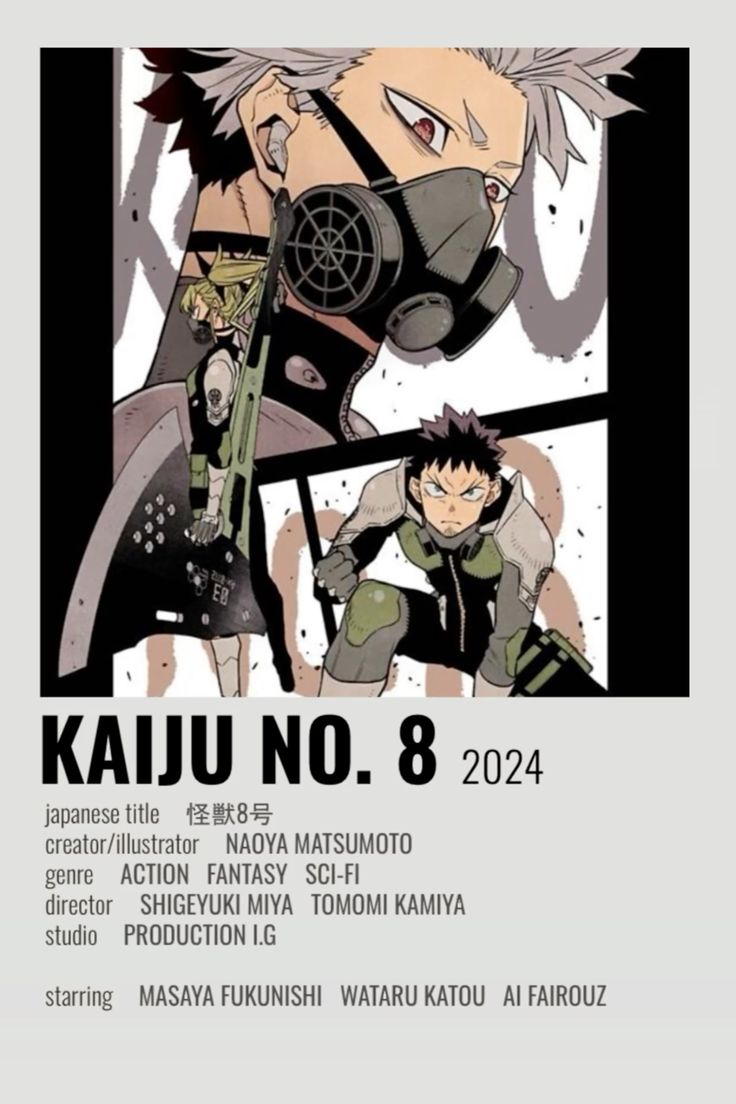 KAIJU NO. 8 2024
japanese title 怪獣8号
creator/illustrator NAOYA MATSUMOTO
genre ACTION FANTASY SCI-FI
director SHIGEYUKI MIYA TOMOMI KAMIYA
studio PRODUCTION I.G
starring MASAYA FUKUNISHI WATARU KATOU AI FAIROUZ